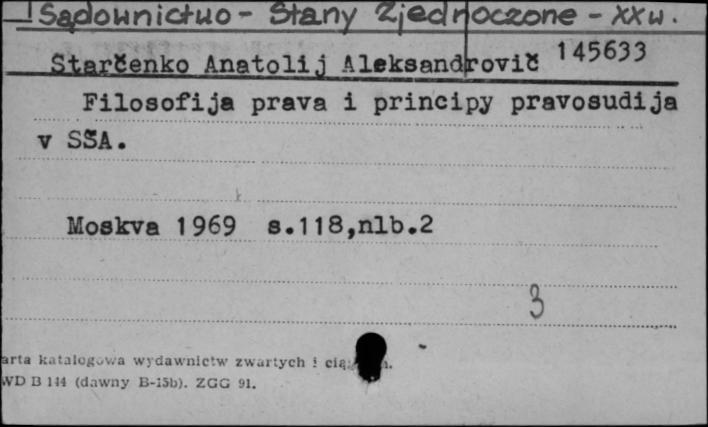 Sądownictwo - Stany Zjednoczone - XX w.
Starčenko Anatolij Aleksandrovič 145633
Filosofija prava i principy pravosudija
v SŠA.
Moskva 1969 s.118,nlb.2
3
arta katalogowa wydawnictw zwartych i
WD B 144 (dawny B-15b). ZGG 91.